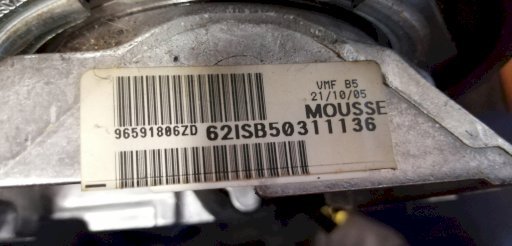 VMF B5
21/10/05
MOUSSE
96591806ZD 62ISB50311136